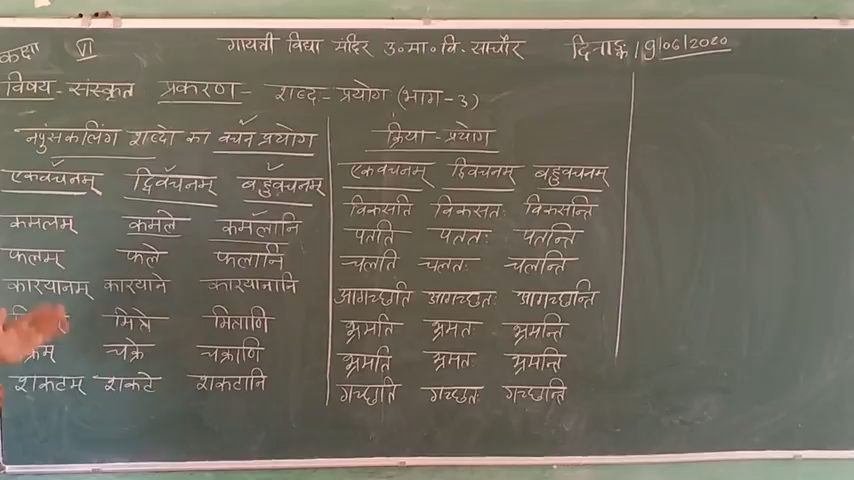 कक्षा VI गायत्री विद्या मंदिर उ०मा०वि० सांचौर दिनाङ्क 19/06/2020
विषय - संस्कृत प्रकरण - शब्द - प्रयोग (भाग-3)
नपुंसकलिंग शब्दो का वचन प्रयोग
एकवचनम् द्विवचनम् बहुवचनम्
कमलम् कमले कमलानि
फलम् फले फलानि
कारयानम् कारयाने कारयानानि
मित्रे मित्राणि
चक्रे चक्राणि
शकटम् शकटे शकटानि
क्रिया - प्रयोग
एकवचनम् द्विवचनम् बहुवचनम्
विकसति विकसतः विकसन्ति
पतति पततः पतन्ति
चलति चलतः चलन्ति
आगच्छति आगच्छतः आगच्छन्ति
भ्रमति भ्रमतः भ्रमन्ति
भ्रमति भ्रमतः भ्रमन्ति
गच्छति गच्छतः गच्छन्ति